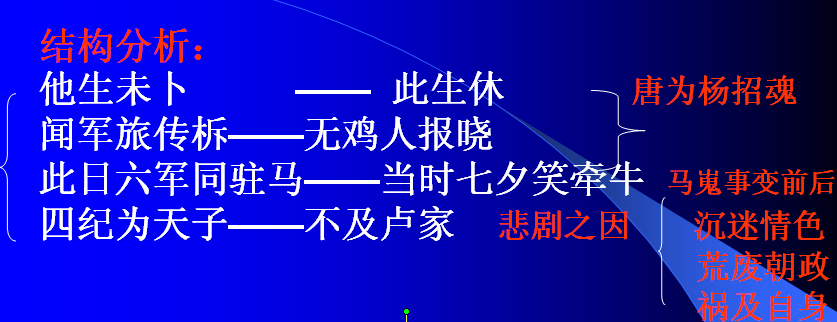 结构分析：
他生未卜 —— 此生休 唐为杨招魂
闻军旅传柝——无鸡人报晓
此日六军同驻马——当时七夕笑牵牛 马嵬事变前后
四纪为天子——不及卢家 悲剧之因 沉迷情色
荒废朝政
祸及自身